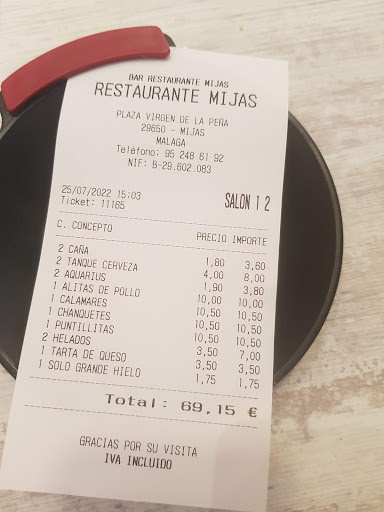 BAR RESTAURANTE MIJAS
RESTAURANTE MIJAS
PLAZA VIRGEN DE LA PEÑA
29650 - MIJAS
MALAGA
Teléfono: 95 248 61 92
NIF: B-29.602.083
25/07/2022 15:03 SALON 1 2
Ticket: 11165
C. CONCEPTO PRECIO IMPORTE
2 CAÑA 1,80 3,60
2 TANQUE CERVEZA 4,00 8,00
2 AQUARIUS 1,90 3,80
1 ALITAS DE POLLO 10,00 10,00
1 CALAMARES 10,50 10,50
1 CHANQUETES 10,50 10,50
1 PUNTILLITAS 10,50 10,50
2 HELADOS 3,50 7,00
1 TARTA DE QUESO 3,50 3,50
1 SOLO GRANDE HIELO 1,75 1,75
Total: 69,15 €
GRACIAS POR SU VISITA
IVA INCLUIDO